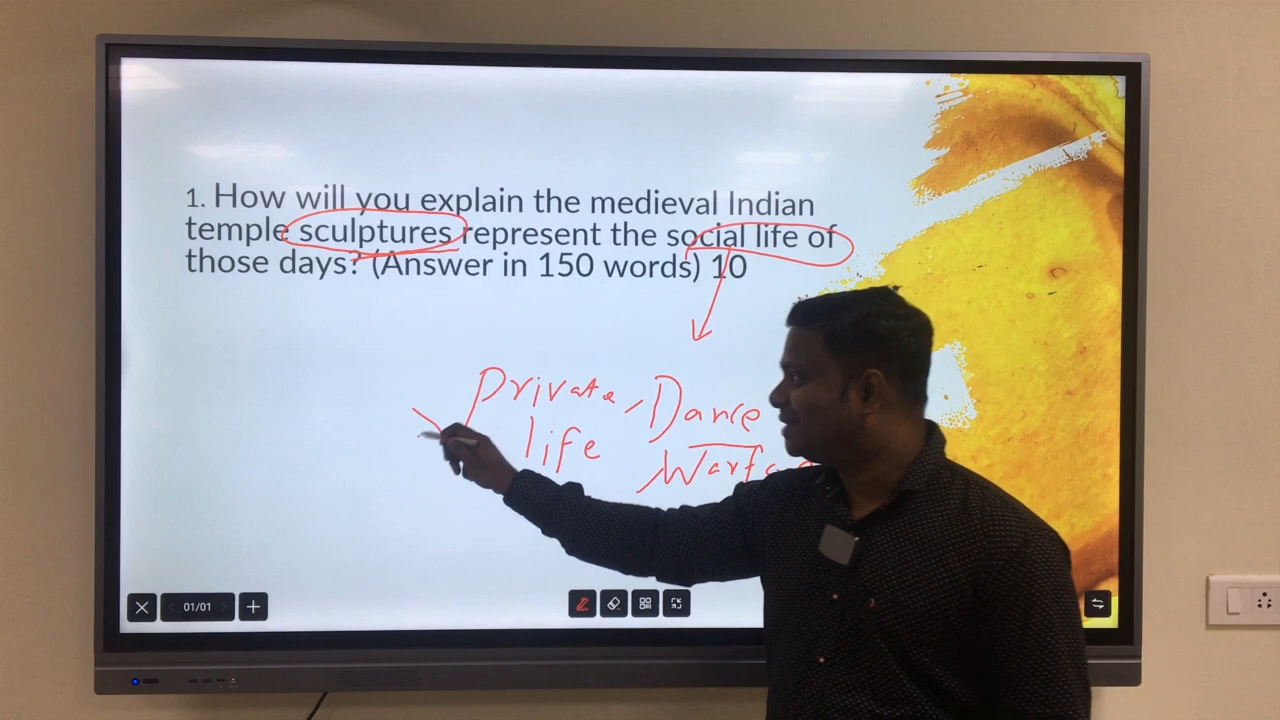 1. How will you explain the medieval Indian
temple sculptures represent the social life of
those days? (Answer in 150 words) 10
Private, Dance
life
01/01